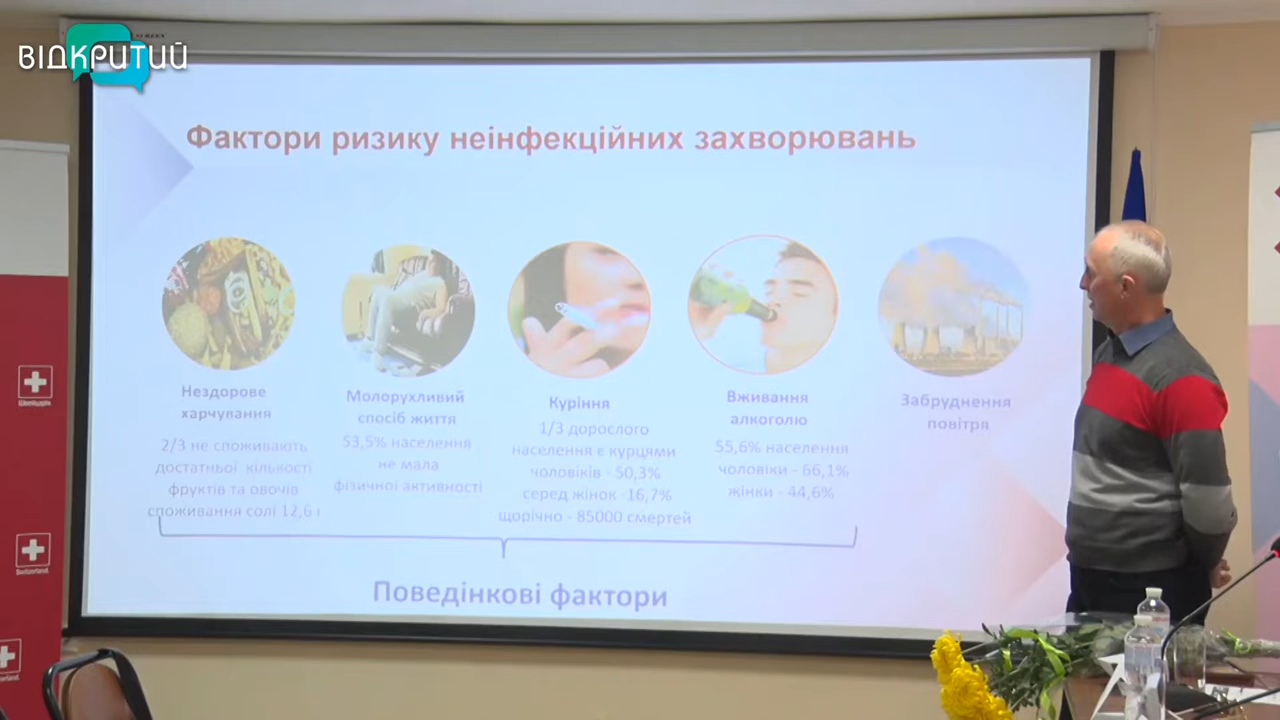 ВІДКРИТИЙ
Фактори ризику неінфекційних захворювань
Нездорове
харчування
2/3 не споживають
достатньої кількості
фруктів та овочів
споживання солі 12,6 г
Молорухливий
спосіб життя
53,5% населення
не мала
фізичної активності
Куріння
1/3 дорослого
населення є курцями
чоловіків - 50,3%
серед жінок -16,7%
щорічно - 85000 смертей
Вживання
алкоголю
55,6% населення
чоловіки - 66,1%
жінки - 44,6%
Забруднення
повітря
Поведінкові фактори
Швейцарія
Switzerland.